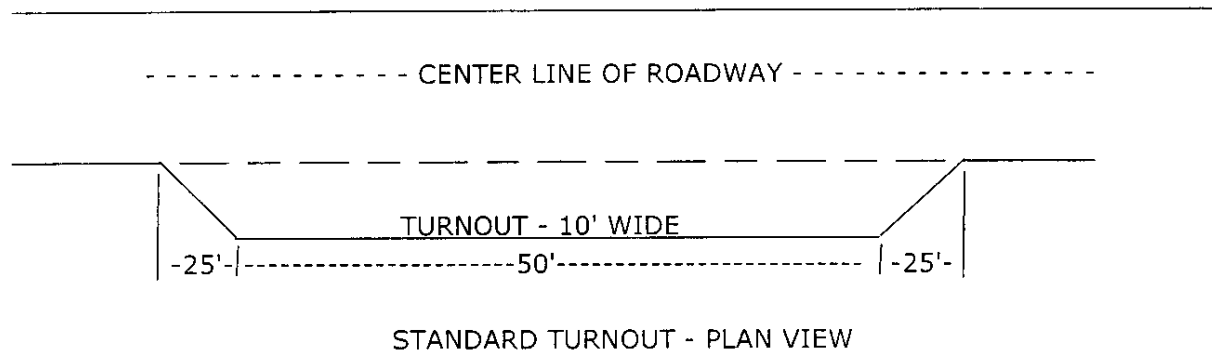 CENTER LINE OF ROADWAY
TURNOUT - 10' WIDE
-25'- -50'- -25'-
STANDARD TURNOUT - PLAN VIEW